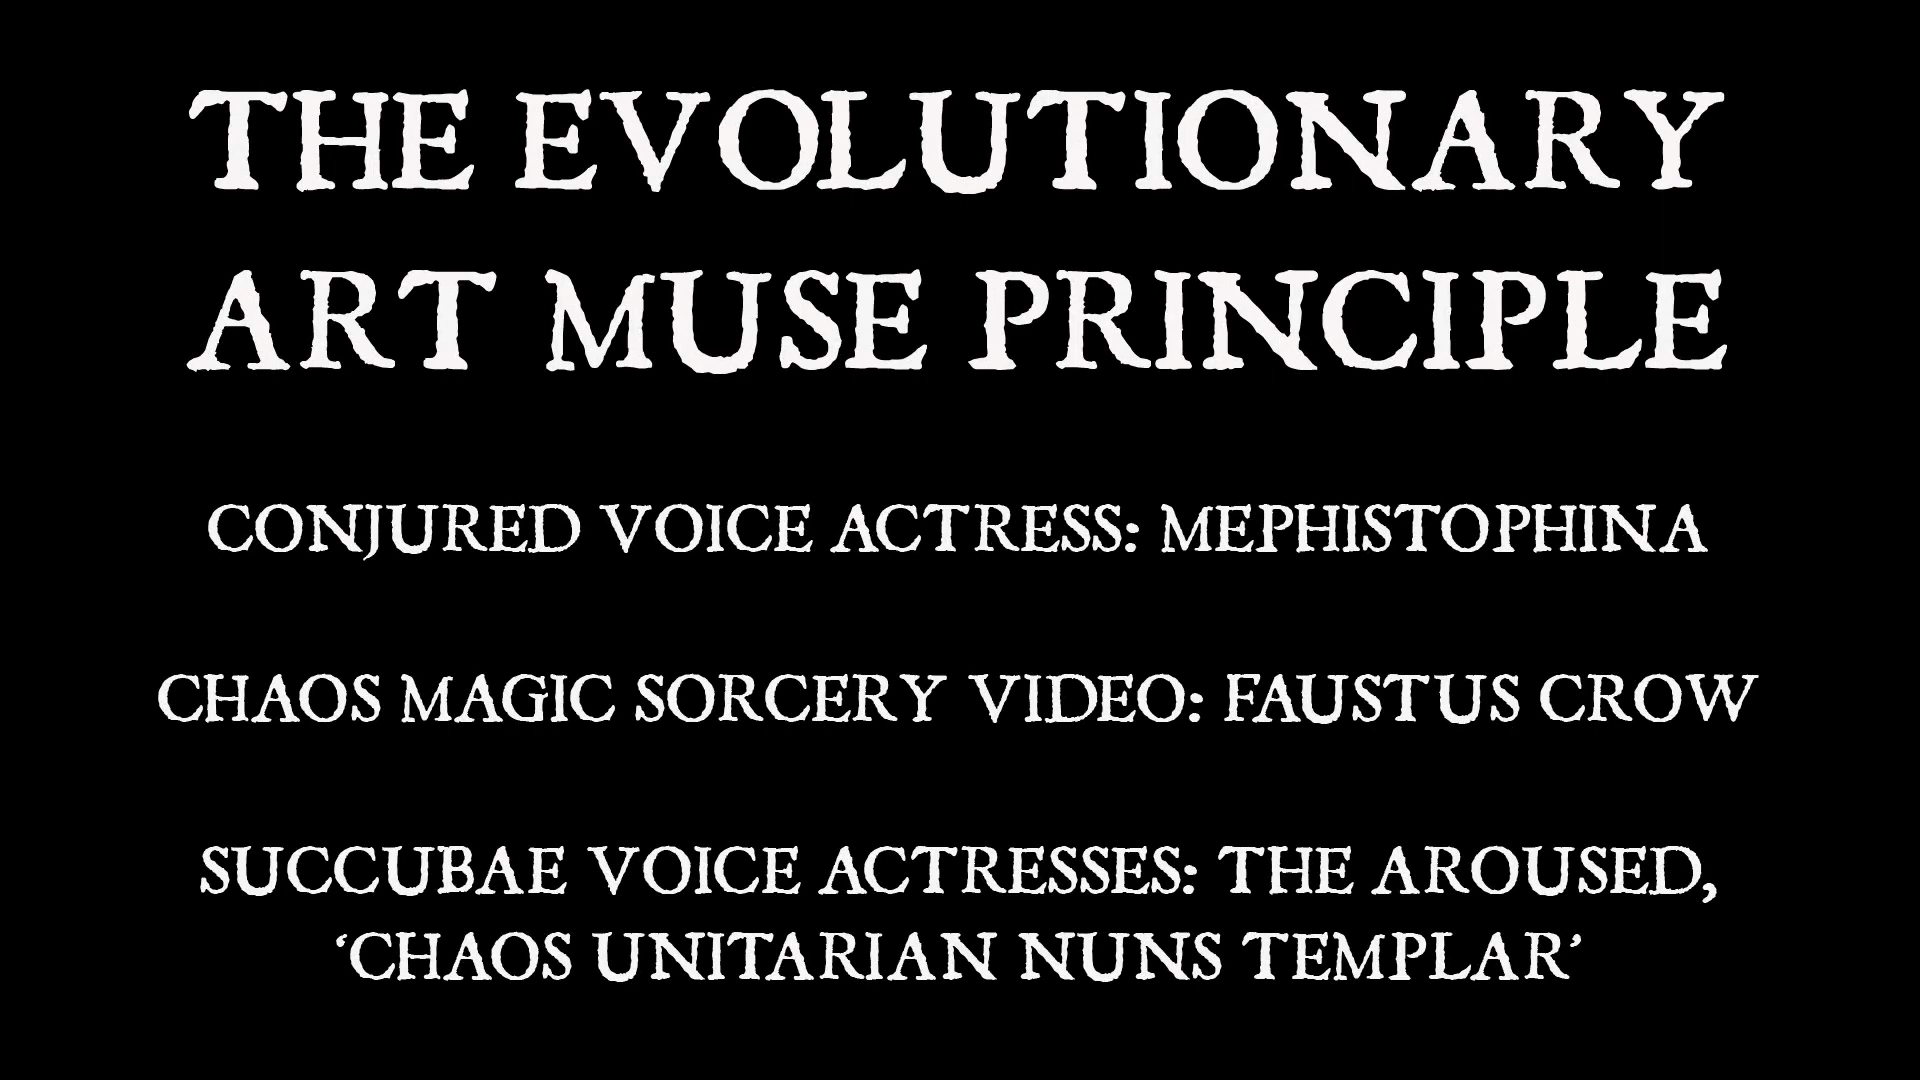 THE EVOLUTIONARY
ART MUSE PRINCIPLE
CONJURED VOICE ACTRESS: MEPHISTOPHINA
CHAOS MAGIC SORCERY VIDEO: FAUSTUS CROW
SUCCUBAE VOICE ACTRESSES: THE AROUSED,
‘CHAOS UNITARIAN NUNS TEMPLAR’